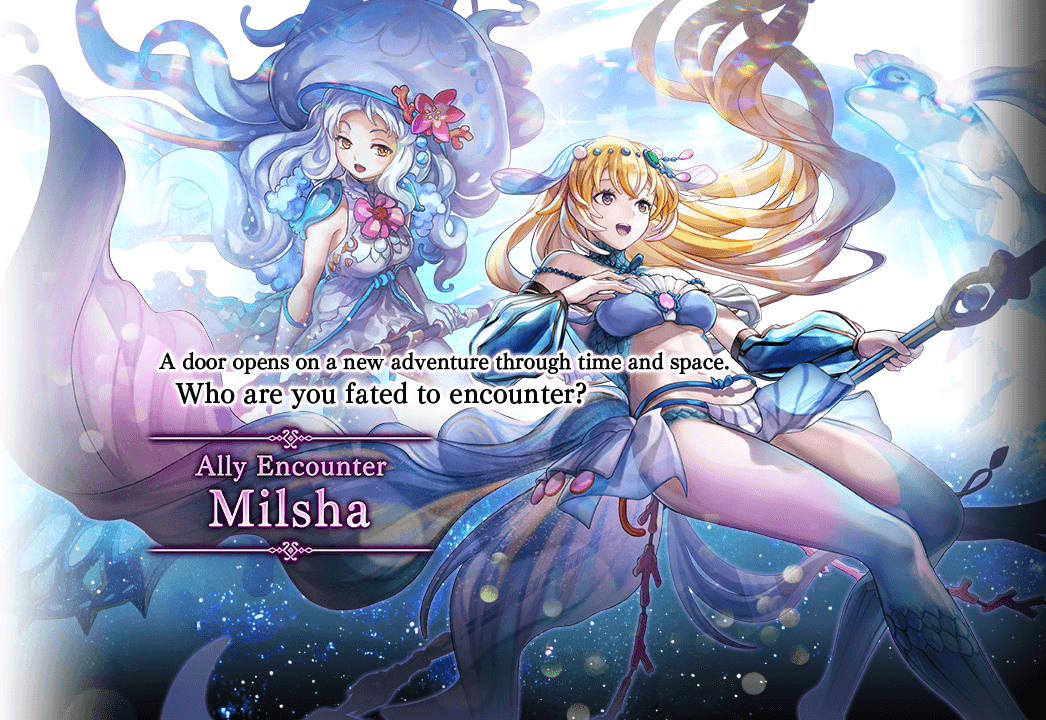 A door opens on a new adventure through time and space.
Who are you fated to encounter?
Ally Encounter
Milsha